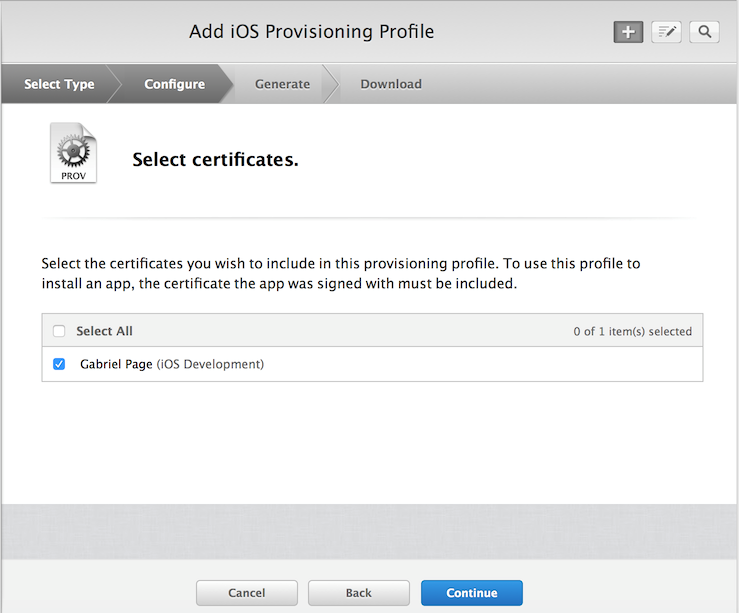 Add iOS Provisioning Profile
Select Type
Configure
Generate
Download
PROV
Select certificates.
Select the certificates you wish to include in this provisioning profile. To use this profile to
install an app, the certificate the app was signed with must be included.
Select All
0 of 1 item(s) selected
Gabriel Page (iOS Development)
Cancel
Back
Continue